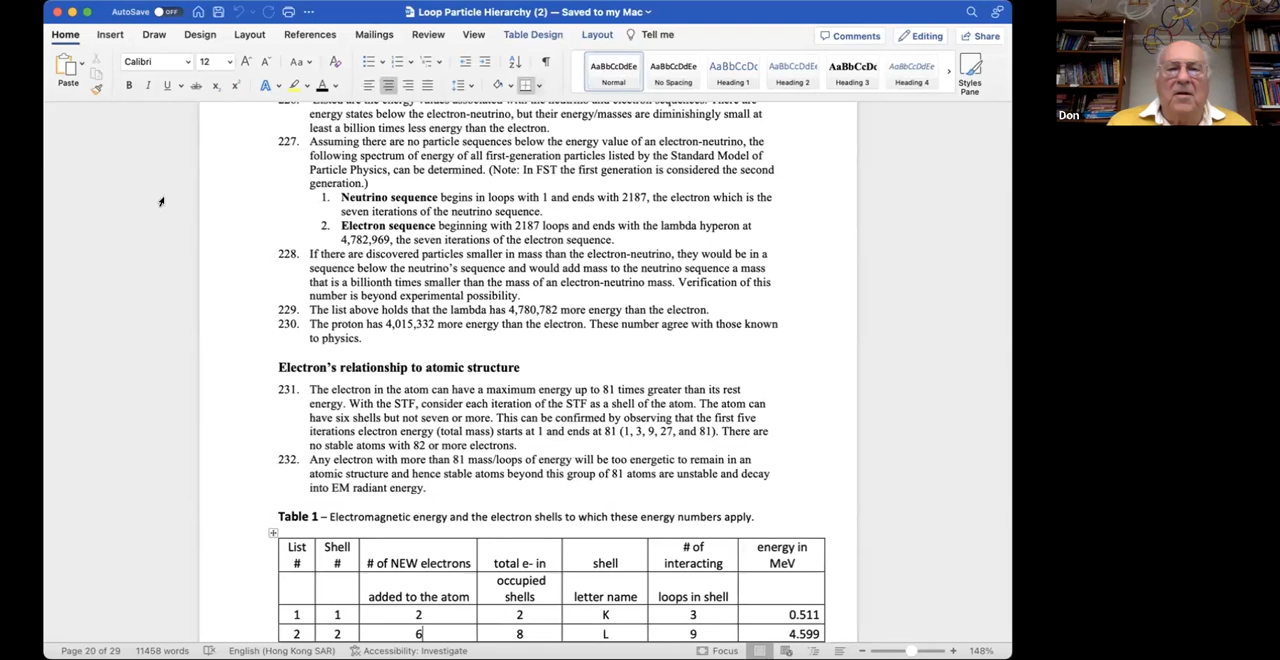 AutoSave OFF
Loop Particle Hierarchy (2) — Saved to my Mac
Home Insert Draw Design Layout References Mailings Review View Table Design Layout Tell me
Comments Editing Share
Paste
Calibri 12
AaBbCcDdEe AaBbCcDdEe AaBbCcDc AaBbCcDdEe AaBbCcDc AaBbCcDdEe
Normal No Spacing Heading 1 Heading 2 Heading 3 Heading 4
Styles Pane
energy states below the electron-neutrino, but their energy/masses are diminishingly small at
least a billion times less energy than the electron.
227. Assuming there are no particle sequences below the energy value of an electron-neutrino, the
following spectrum of energy of all first-generation particles listed by the Standard Model of
Particle Physics, can be determined. (Note: In FST the first generation is considered the second
generation.)
1. Neutrino sequence begins in loops with 1 and ends with 2187, the electron which is the
seven iterations of the neutrino sequence.
2. Electron sequence beginning with 2187 loops and ends with the lambda hyperon at
4,782,969, the seven iterations of the electron sequence.
228. If there are discovered particles smaller in mass than the electron-neutrino, they would be in a
sequence below the neutrino's sequence and would add mass to the neutrino sequence a mass
that is a billionth times smaller than the mass of an electron-neutrino mass. Verification of this
number is beyond experimental possibility.
229. The list above holds that the lambda has 4,780,782 more energy than the electron.
230. The proton has 4,015,332 more energy than the electron. These number agree with those known
to physics.
Electron's relationship to atomic structure
231. The electron in the atom can have a maximum energy up to 81 times greater than its rest
energy. With the STF, consider each iteration of the STF as a shell of the atom. The atom can
have six shells but not seven or more. This can be confirmed by observing that the first five
iterations electron energy (total mass) starts at 1 and ends at 81 (1, 3, 9, 27, and 81). There are
no stable atoms with 82 or more electrons.
232. Any electron with more than 81 mass/loops of energy will be too energetic to remain in an
atomic structure and hence stable atoms beyond this group of 81 atoms are unstable and decay
into EM radiant energy.
Table 1 – Electromagnetic energy and the electron shells to which these energy numbers apply.
List # Shell # # of NEW electrons total e- in shell # of interacting energy in MeV
added to the atom occupied shells letter name loops in shell
1 1 2 2 K 3 0.511
2 2 6 8 L 9 4.599
Page 20 of 29 11458 words English (Hong Kong SAR) Accessibility: Investigate Focus 148%
Don